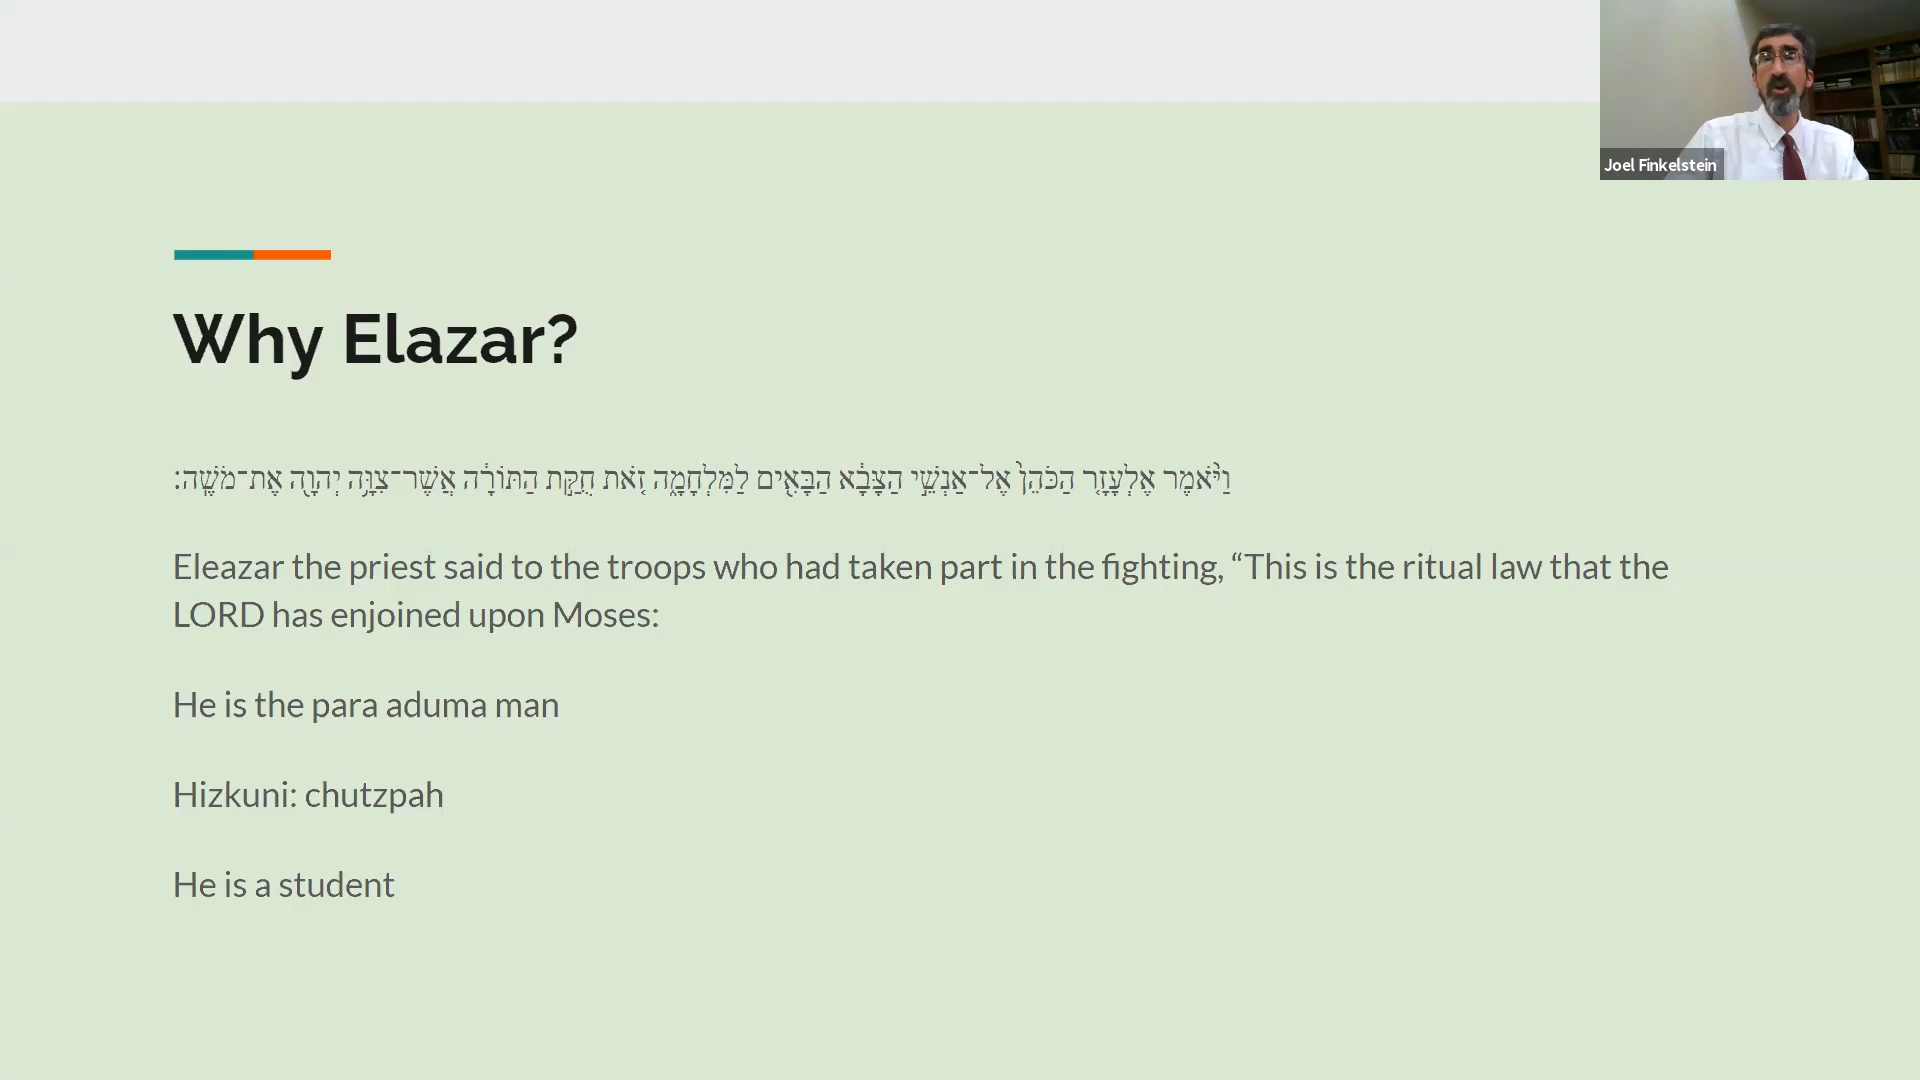 Joel Finkelstein
Why Elazar?
וַיֹּ֨אמֶר אֶלְעָזָ֤ר הַכֹּהֵן֙ אֶל־אַנְשֵׁ֣י הַצָּבָ֔א הַבָּאִ֖ים לַמִּלְחָמָ֑ה זֹ֚את חֻקַּ֣ת הַתּוֹרָ֔ה אֲשֶׁר־צִוָּ֥ה יְהוָ֖ה אֶת־מֹשֶֽׁה׃
Eleazar the priest said to the troops who had taken part in the fighting, “This is the ritual law that the
LORD has enjoined upon Moses:
He is the para aduma man
Hizkuni: chutzpah
He is a student